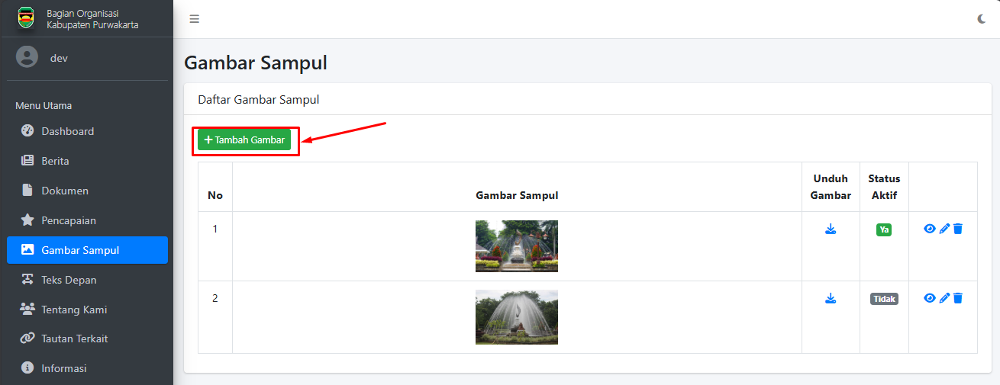 Bagian Organisasi
Kabupaten Purwakarta
dev
Menu Utama
Dashboard
Berita
Dokumen
Pencapaian
Gambar Sampul
Teks Depan
Tentang Kami
Tautan Terkait
Informasi
Gambar Sampul
Daftar Gambar Sampul
Tambah Gambar
No
Gambar Sampul
Unduh
Gambar
Status
Aktif
1
Ya
2
Tidak